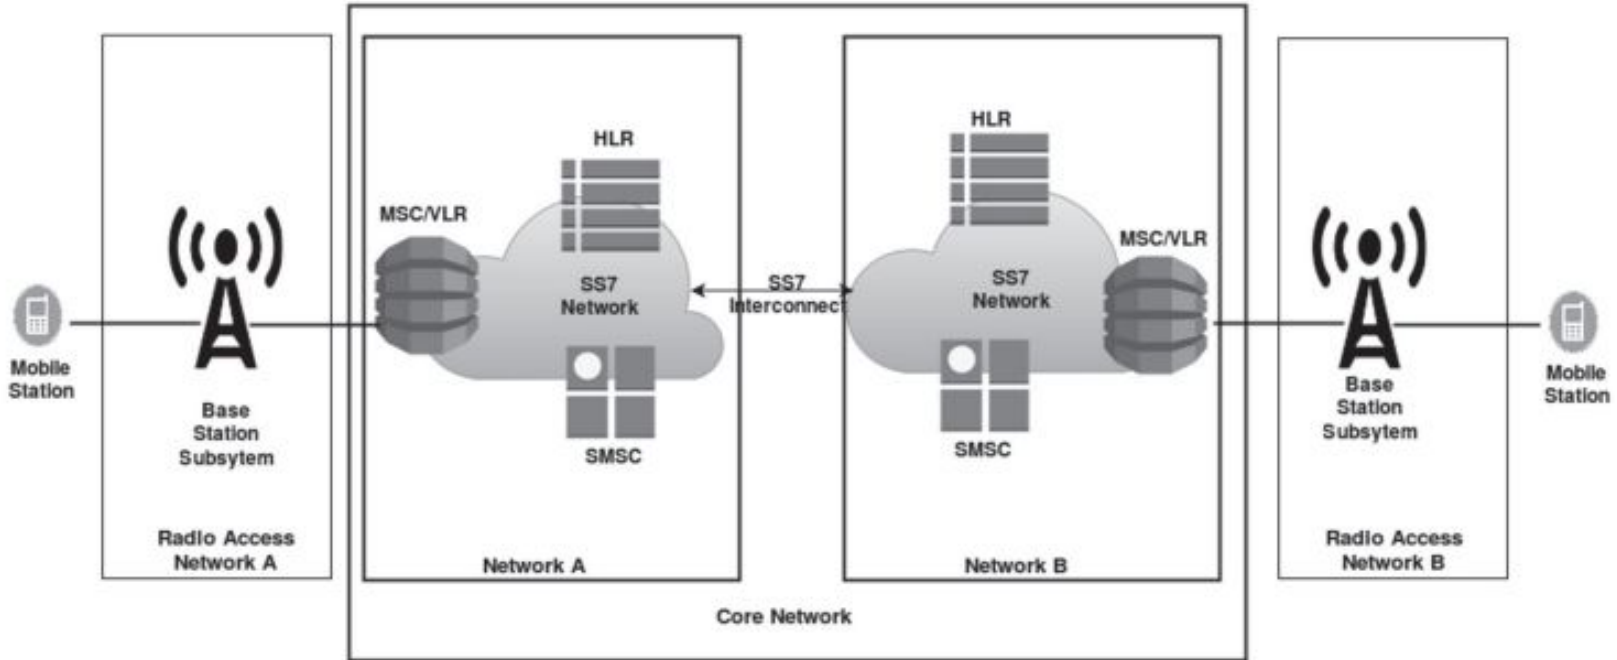 Mobile
Station
Base
Station
Subsytem
Radio Access
Network A
MSC/VLR
HLR
SS7
Network
SMSC
Network A
SS7
Interconnect
HLR
MSC/VLR
SS7
Network
SMSC
Network B
Core Network
Base
Station
Subsytem
Radio Access
Network B
Mobile
Station